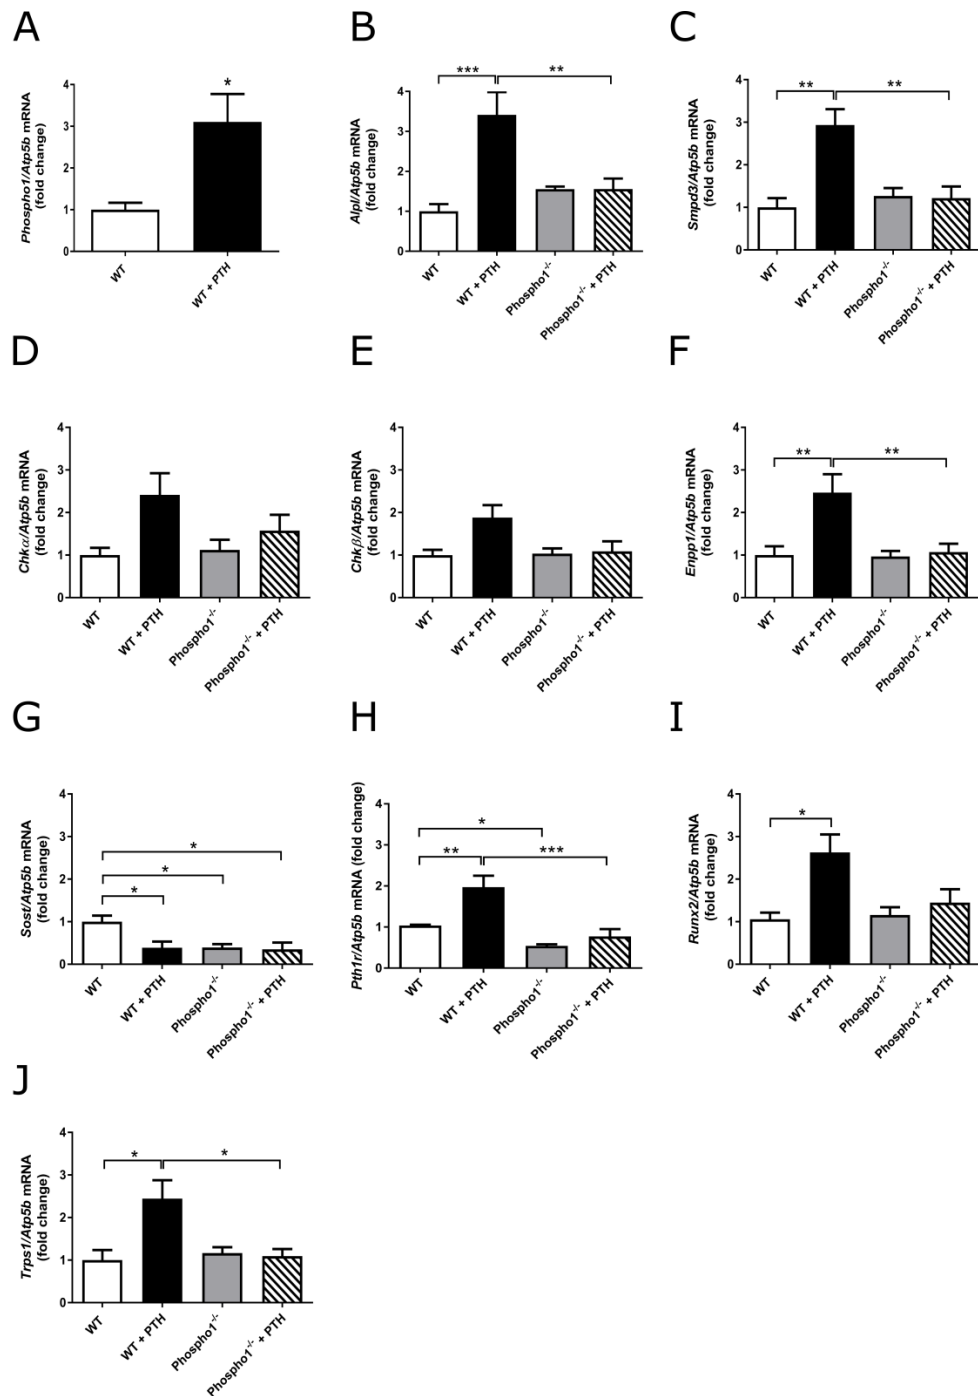 A
Phospho1/Atp5b mRNA
(fold change)
4
3
2
1
0
*
WT
WT + PTH
B
Alpl/Atp5b mRNA
(fold change)
4
3
2
1
0
***
**
WT
WT + PTH
Phospho1-/-
Phospho1-/- + PTH
C
Smpd3/Atp5b mRNA
(fold change)
4
3
2
1
0
**
**
WT
WT + PTH
Phospho1-/-
Phospho1-/- + PTH
D
Chkα/Atp5b mRNA
(fold change)
4
3
2
1
0
WT
WT + PTH
Phospho1-/-
Phospho1-/- + PTH
E
Chkβ/Atp5b mRNA
(fold change)
4
3
2
1
0
WT
WT + PTH
Phospho1-/-
Phospho1-/- + PTH
F
Enpp1/Atp5b mRNA
(fold change)
4
3
2
1
0
**
**
WT
WT + PTH
Phospho1-/-
Phospho1-/- + PTH
G
Sost/Atp5b mRNA
(fold change)
4
3
2
1
0
*
*
*
WT
WT + PTH
Phospho1-/-
Phospho1-/- + PTH
H
Pth1r/Atp5b mRNA (fold change)
4
3
2
1
0
*
**
***
WT
WT + PTH
Phospho1-/-
Phospho1-/- + PTH
I
Runx2/Atp5b mRNA
(fold change)
4
3
2
1
0
*
WT
WT + PTH
Phospho1-/-
Phospho1-/- + PTH
J
Trps1/Atp5b mRNA
(fold change)
4
3
2
1
0
*
*
WT
WT + PTH
Phospho1-/-
Phospho1-/- + PTH